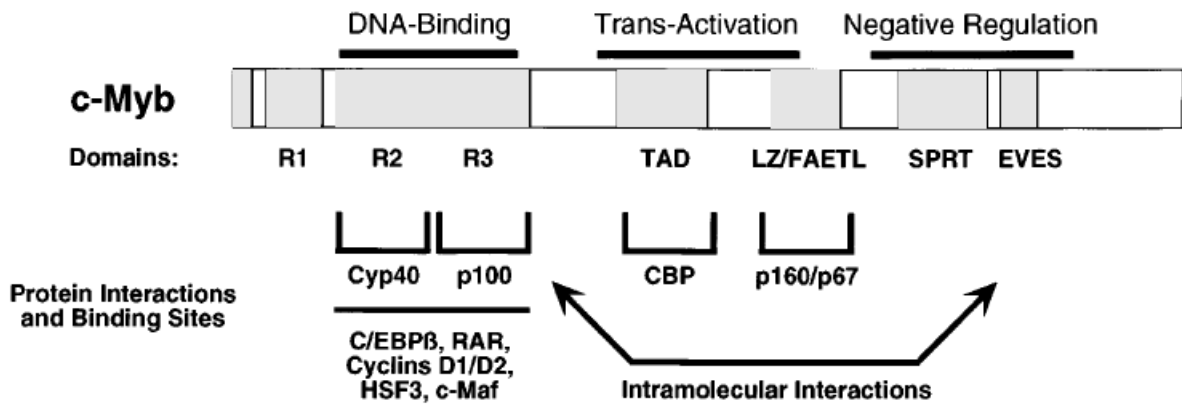 DNA-Binding Trans-Activation Negative Regulation
c-Myb
Domains: R1 R2 R3 TAD LZ/FAETL SPRT EVES
Cyp40 p100 CBP p160/p67
Protein Interactions
and Binding Sites
C/EBPß, RAR,
Cyclins D1/D2,
HSF3, c-Maf
Intramolecular Interactions